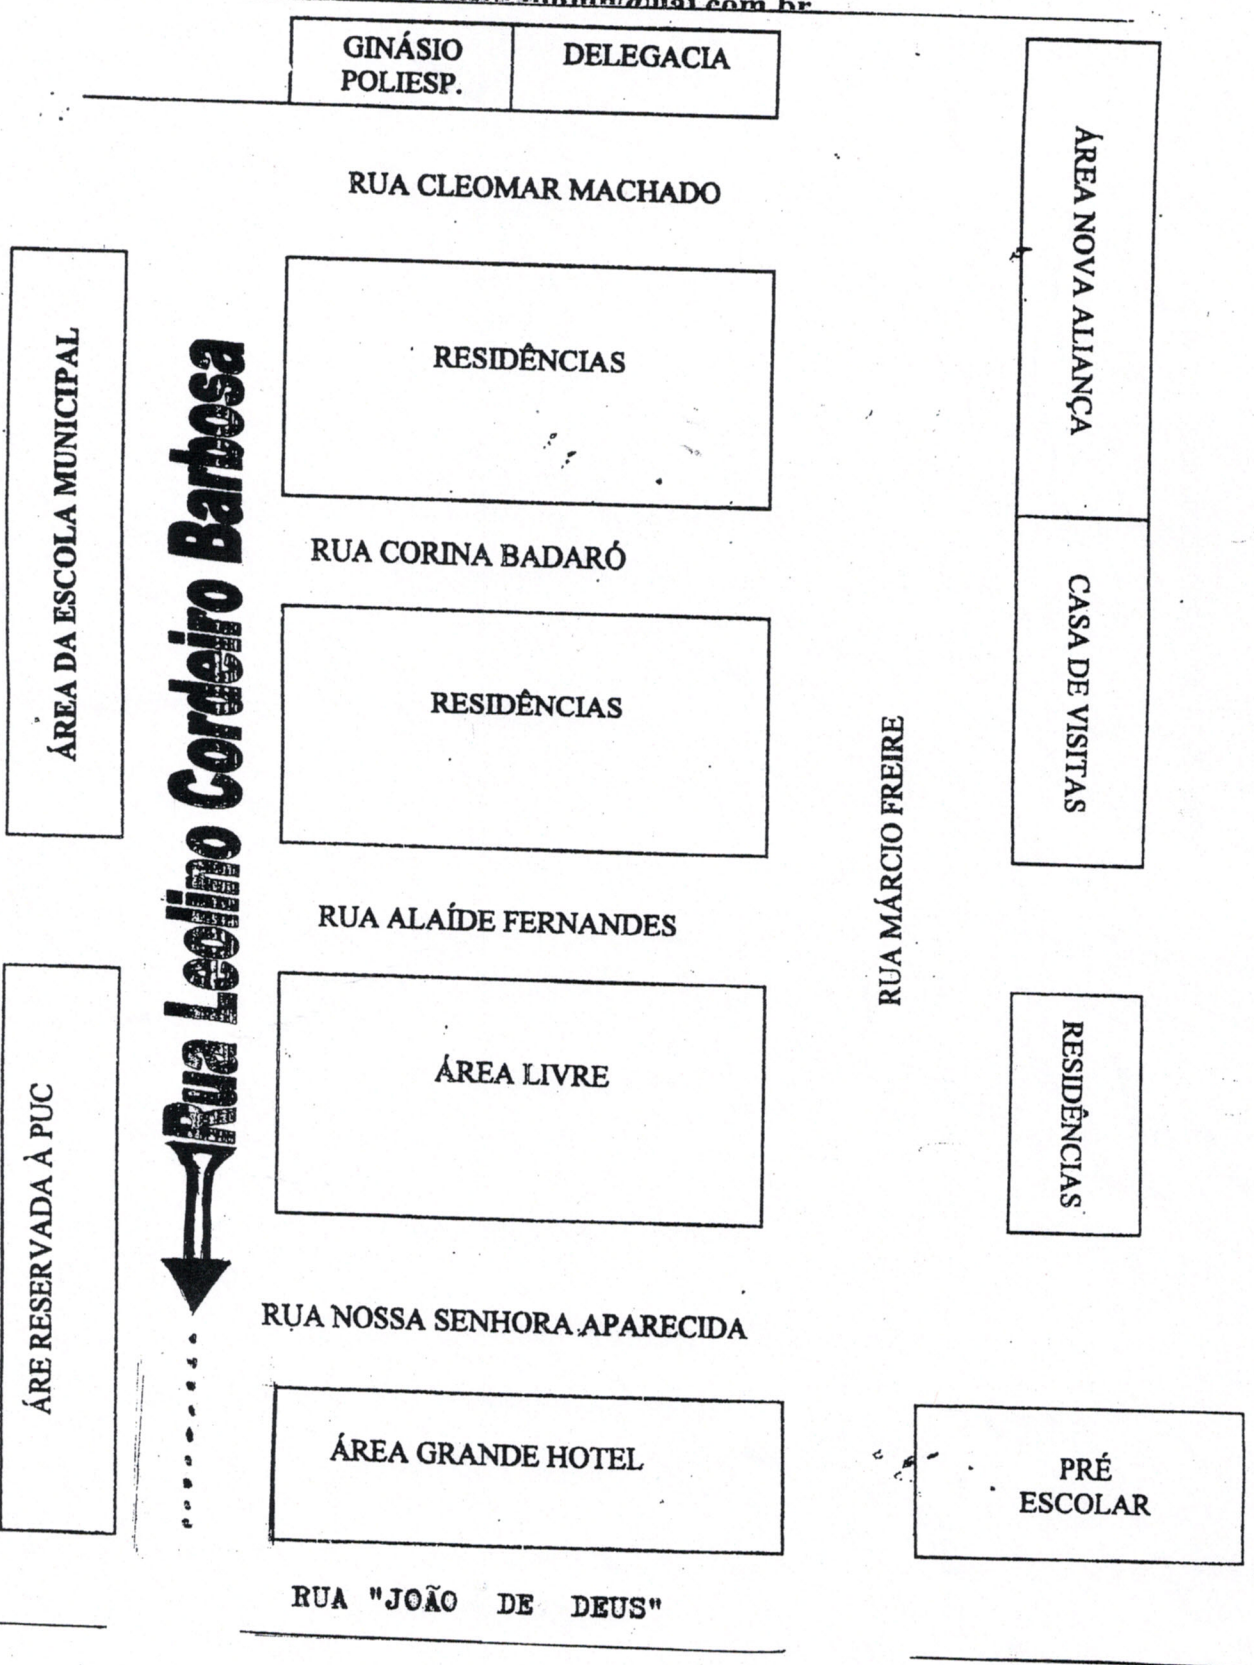 GINÁSIO
POLIESP.
DELEGACIA
RUA CLEOMAR MACHADO
ÁREA NOVA ALIANÇA
ÁREA DA ESCOLA MUNICIPAL
Rua Leolino Cordeiro Barbosa
RESIDÊNCIAS
RUA CORINA BADARÓ
RESIDÊNCIAS
CASA DE VISITAS
RUA MÁRCIO FREIRE
RUA ALAÍDE FERNANDES
ÁREA LIVRE
RESIDÊNCIAS
ÁRE RESERVADA À PUC
RUA NOSSA SENHORA APARECIDA
ÁREA GRANDE HOTEL
PRÉ
ESCOLAR
RUA "JOÃO DE DEUS"